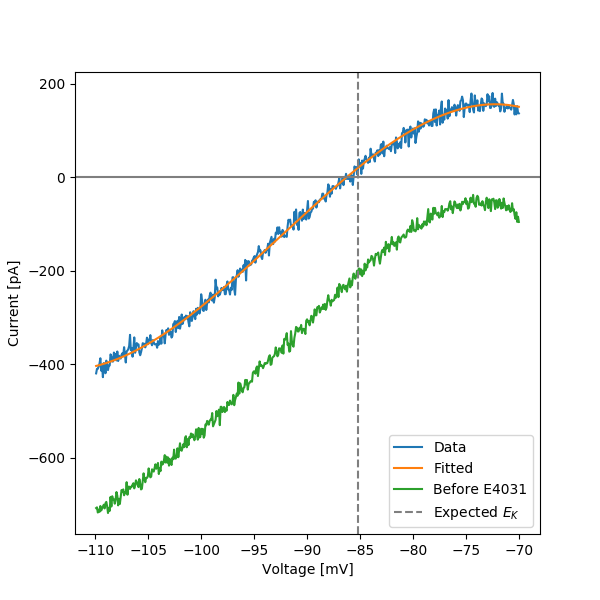 200
0
−200
−400
−600
Current [pA]
−110 −105 −100 −95 −90 −85 −80 −75 −70
Voltage [mV]
Data
Fitted
Before E4031
Expected E_K